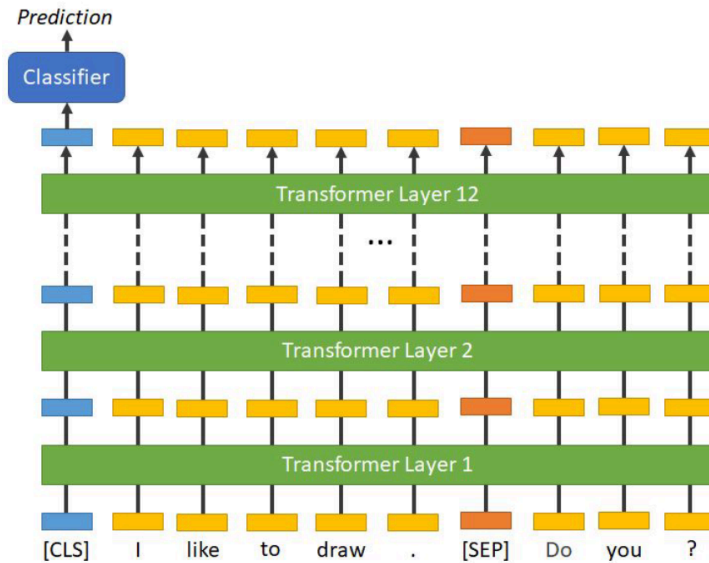 Prediction
Classifier
Transformer Layer 12
...
Transformer Layer 2
Transformer Layer 1
[CLS] I like to draw . [SEP] Do you ?